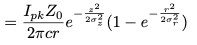 = \frac{I_{pk} Z_0}{2\pi c r} e^{-\frac{z^2}{2\sigma_z^2}} (1 - e^{-\frac{r^2}{2\sigma_r^2}})